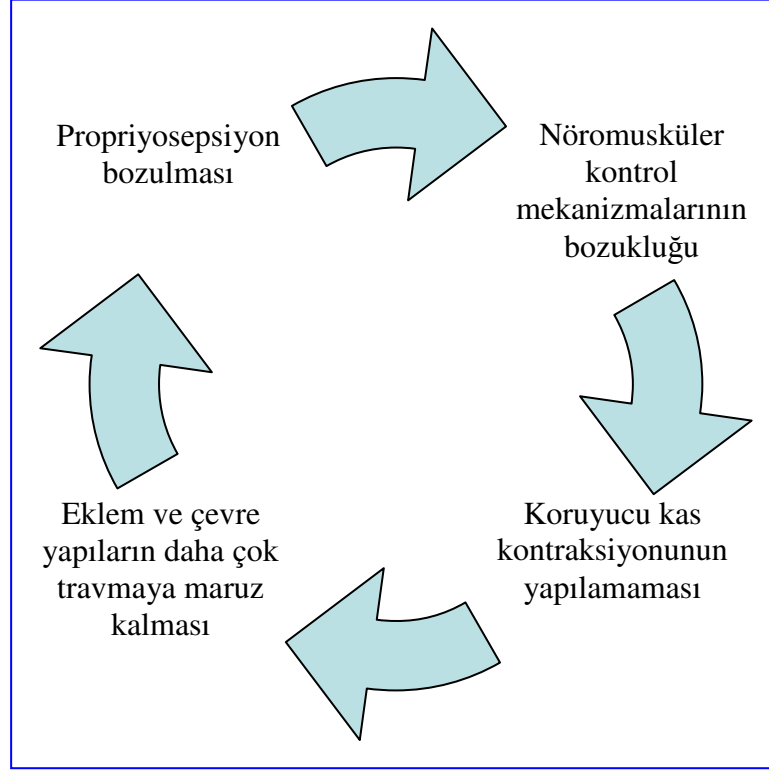 Propriyosepsiyon
bozulması
Nöromusküler
kontrol
mekanizmalarının
bozukluğu
Koruyucu kas
kontraksiyonunun
yapılamaması
Eklem ve çevre
yapıların daha çok
travmaya maruz
kalması